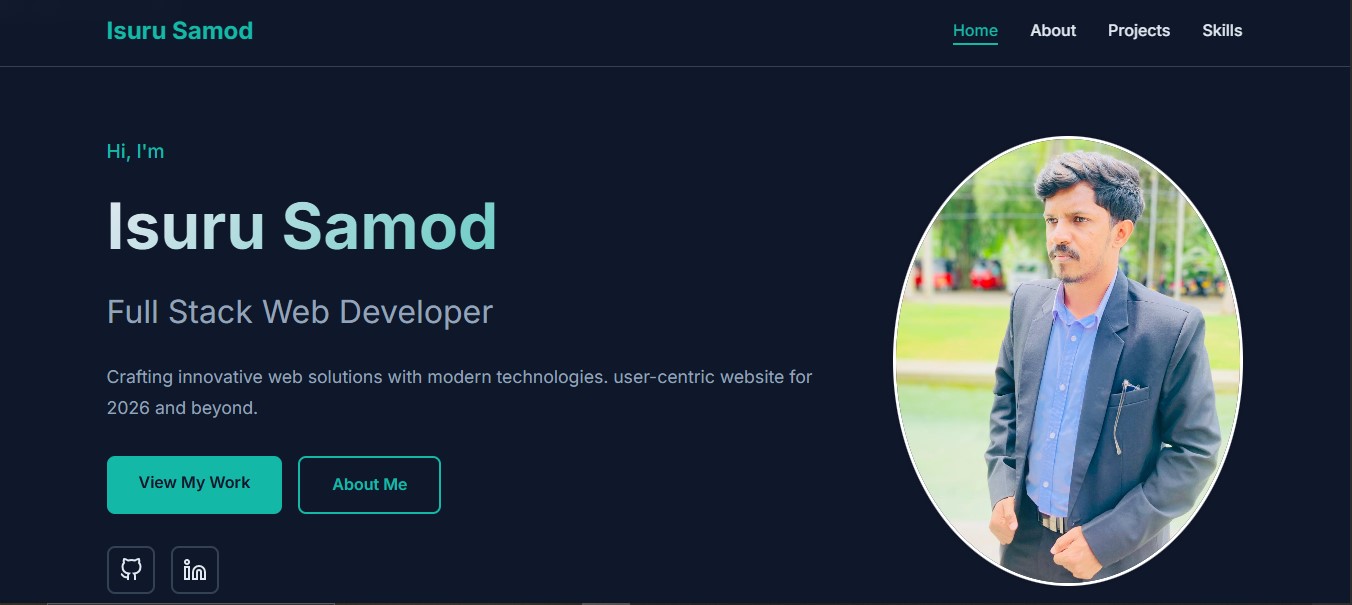 Isuru Samod
Home About Projects Skills
Hi, I'm
Isuru Samod
Full Stack Web Developer
Crafting innovative web solutions with modern technologies. user-centric website for
2026 and beyond.
View My Work About Me
in